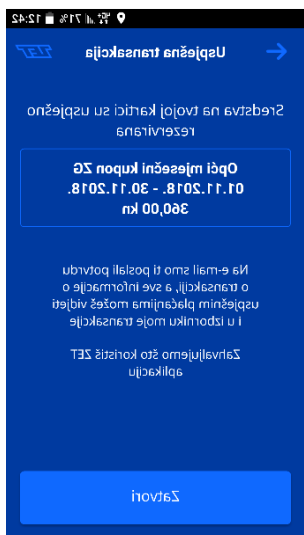 71% 12:42
Uspješna transakcija
ZET
Sredstva na tvojoj kartici su uspješno
rezervirana
Opći mjesečni kupon ZG
01.11.2018. - 30.11.2018.
360,00 kn
Na e-mail smo ti poslali potvrdu
o transakciji, a sve informacije o
uspješnim plaćanjima možeš vidjeti
i u izborniku moje transakcije
Zahvaljujemo što koristiš ZET
aplikaciju
Zatvori